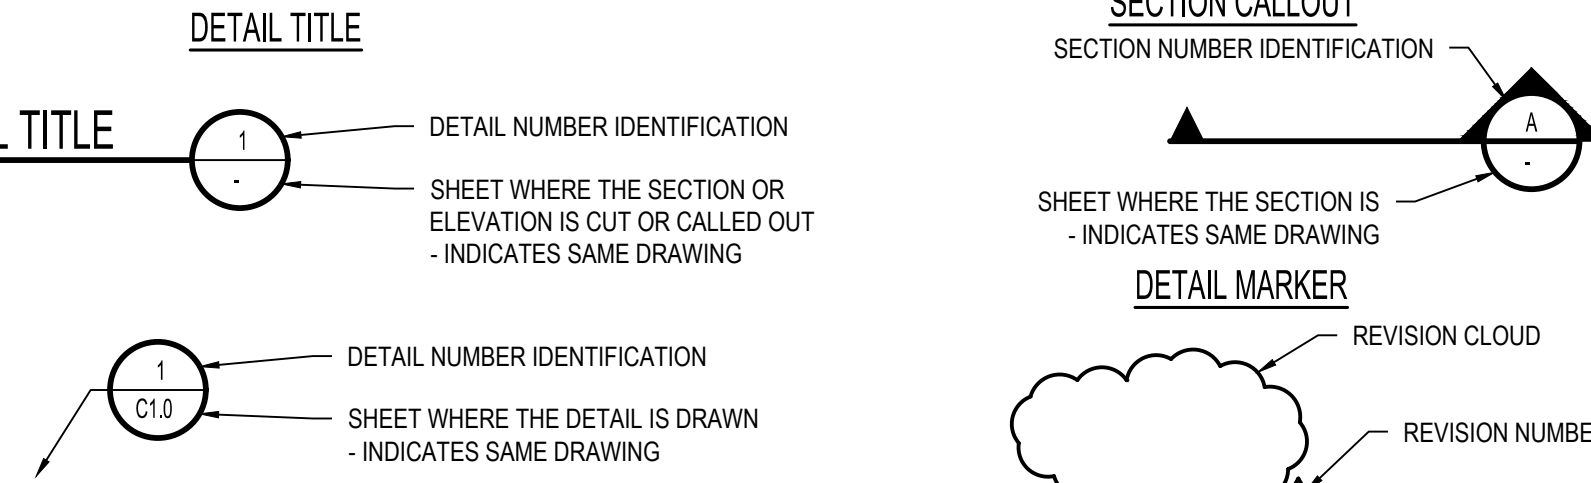 DETAIL TITLE
TITLE
1
-
DETAIL NUMBER IDENTIFICATION
SHEET WHERE THE SECTION OR
ELEVATION IS CUT OR CALLED OUT
- INDICATES SAME DRAWING
1
C1.0
DETAIL NUMBER IDENTIFICATION
SHEET WHERE THE DETAIL IS DRAWN
- INDICATES SAME DRAWING
SECTION CALLOUT
SECTION NUMBER IDENTIFICATION
A
-
SHEET WHERE THE SECTION IS
- INDICATES SAME DRAWING
DETAIL MARKER
REVISION CLOUD
REVISION